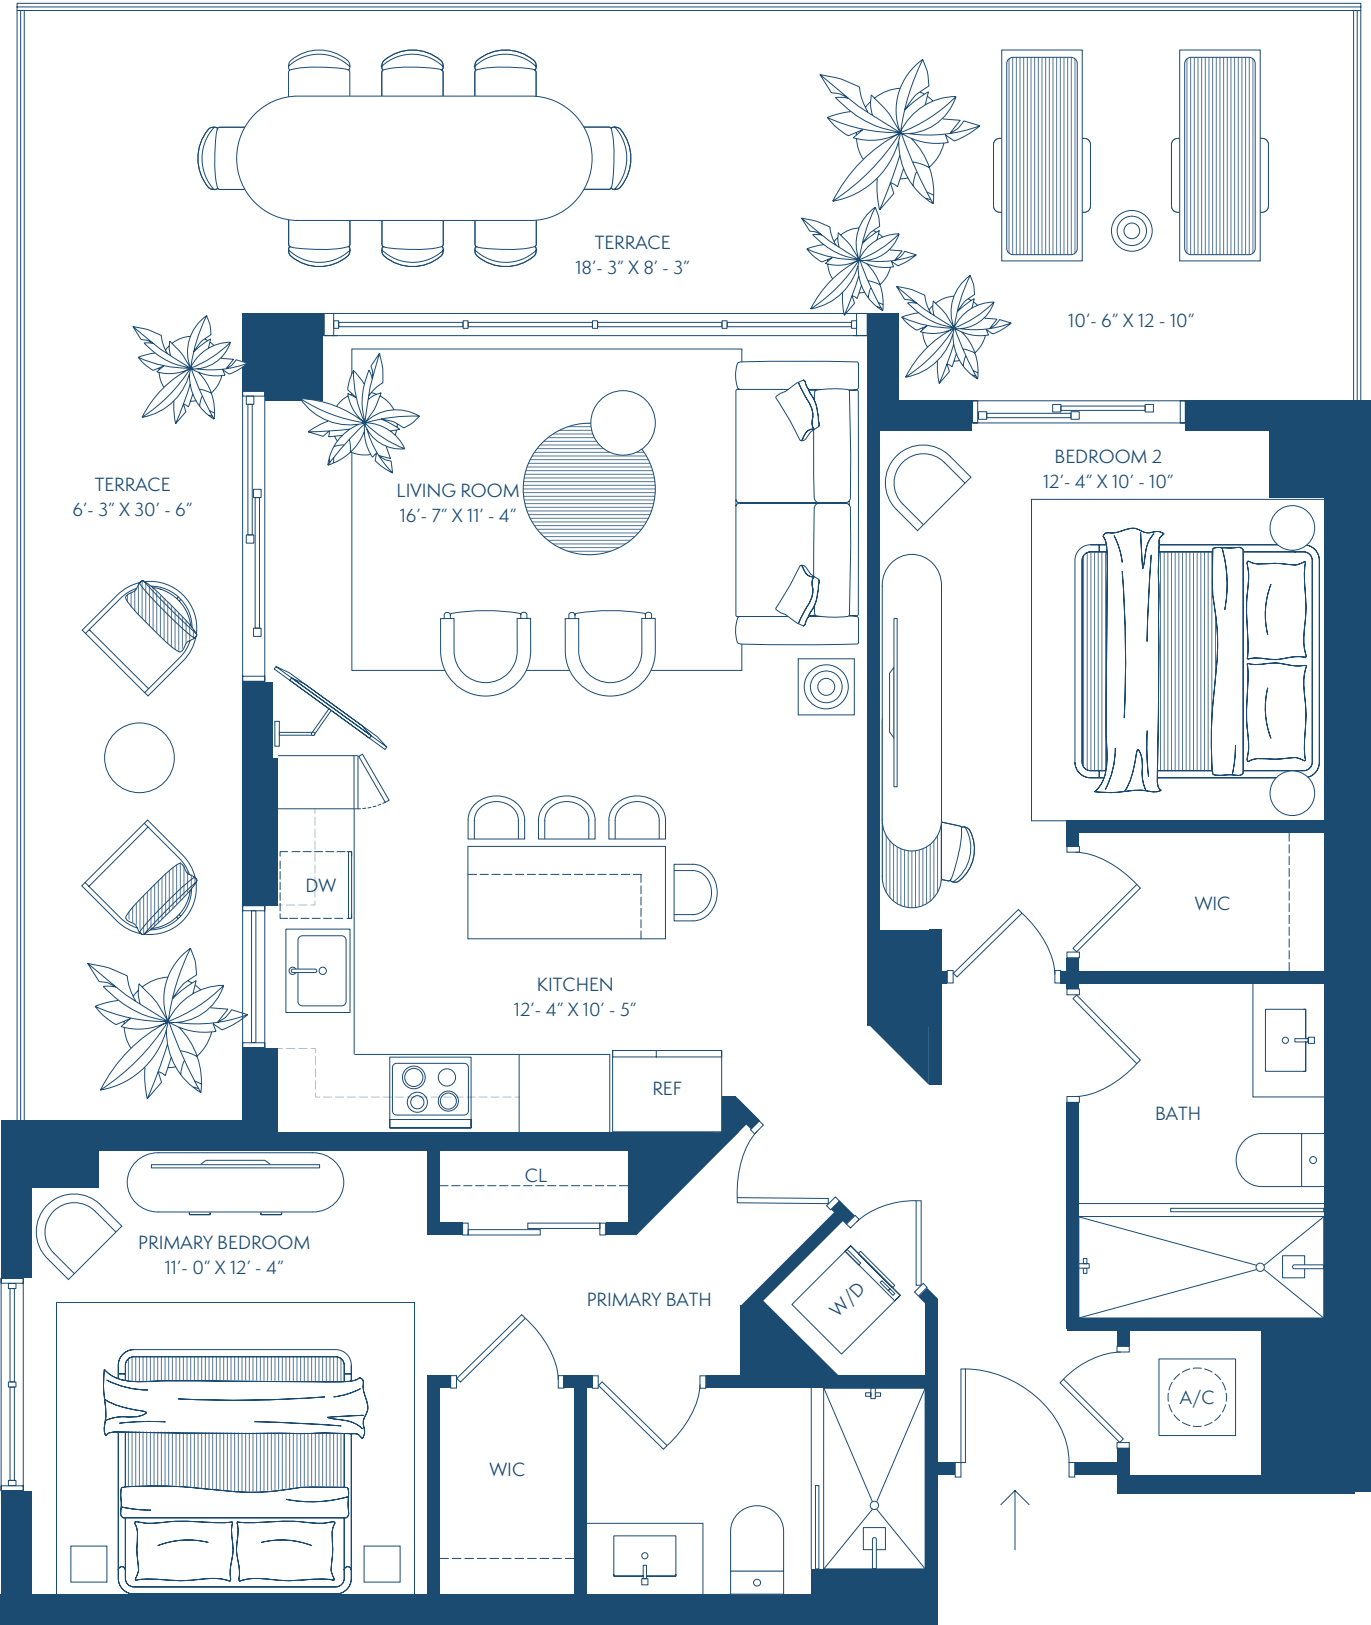 TERRACE
18'- 3" X 8' - 3"
10'- 6" X 12 - 10"
TERRACE
6'- 3" X 30' - 6"
LIVING ROOM
16'- 7" X 11' - 4"
BEDROOM 2
12'- 4" X 10' - 10"
DW
WIC
KITCHEN
12'- 4" X 10' - 5"
REF
BATH
CL
PRIMARY BEDROOM
11'- 0" X 12' - 4"
PRIMARY BATH
W/D
A/C
WIC